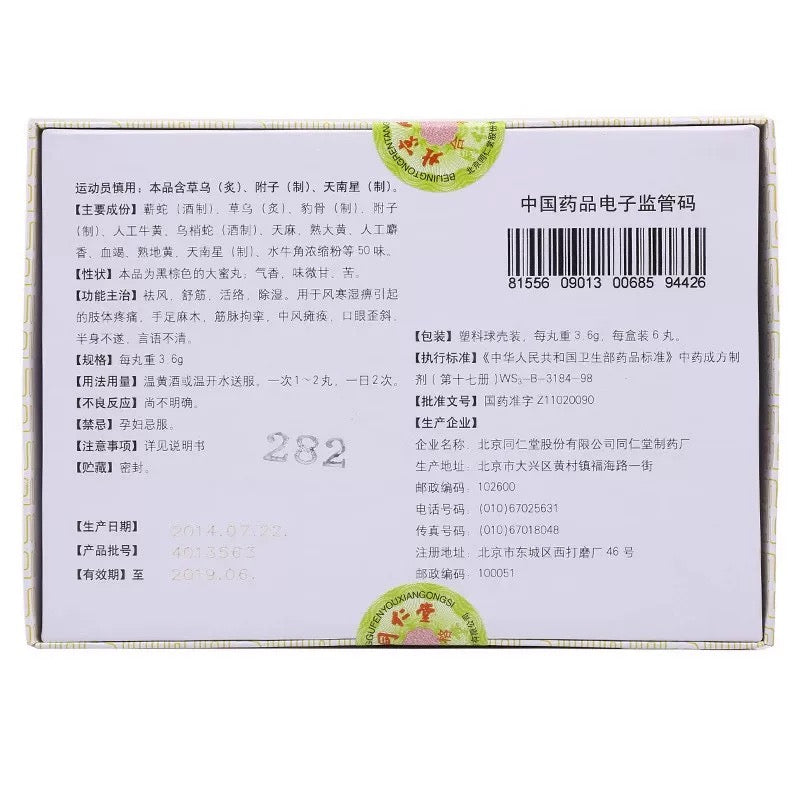 运动员慎用：本品含草乌（炙）、附子（制）、天南星（制）。
【主要成份】蕲蛇（酒制）、草乌（炙）、豹骨（制）、附子
（制）、人工牛黄、乌梢蛇（酒制）、天麻、熟大黄、人工麝
香、血竭、熟地黄、天南星（制）、水牛角浓缩粉等50味。
【性状】本品为黑棕色的大蜜丸；气香，味微甘、苦。
【功能主治】祛风、舒筋、活络、除湿。用于风寒湿痹引起
的肢体疼痛，手足麻木，筋脉拘挛，中风瘫痪，口眼歪斜，
半身不遂，言语不清。
【规格】每丸重3.6g
【用法用量】温黄酒或温开水送服。一次1~2丸，一日2次。
【不良反应】尚不明确。
【禁忌】孕妇忌服。
【注意事项】详见说明书
【贮藏】密封。
282
【生产日期】 2014.07.22.
【产品批号】 4013563
【有效期】至 2019.06.
BEIJINGTONGRENTANG
北京同仁堂股份有
中国药品电子监管码
81556 09013 00685 94426
【包装】塑料球壳装，每丸重3.6g，每盒装6丸。
【执行标准】《中华人民共和国卫生部药品标准》中药成方制
剂（第十七册）WS₃-B-3184-98
【批准文号】国药准字Z11020090
【生产企业】
企业名称：北京同仁堂股份有限公司同仁堂制药厂
生产地址：北京市大兴区黄村镇福海路一街
邮政编码：102600
电话号码：(010)67025631
传真号码：(010)67018048
注册地址：北京市东城区西打磨厂46号
邮政编码：100051
GUFENYOUXIANGONGSI
同仁堂